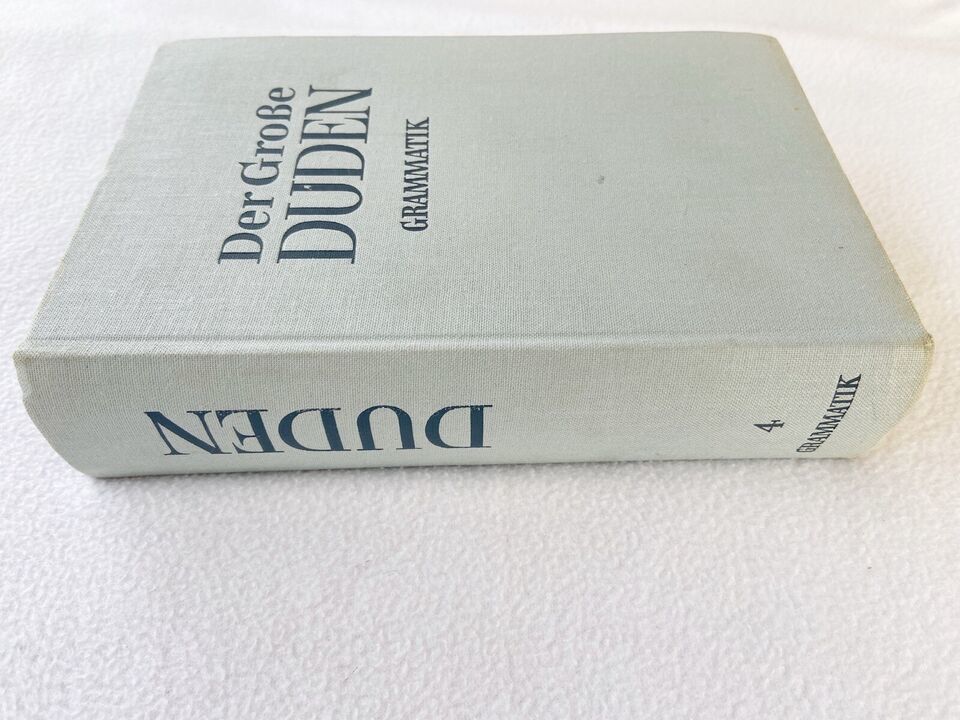 Der Große
DUDEN
GRAMMATIK
DUDEN
4
GRAMMATIK